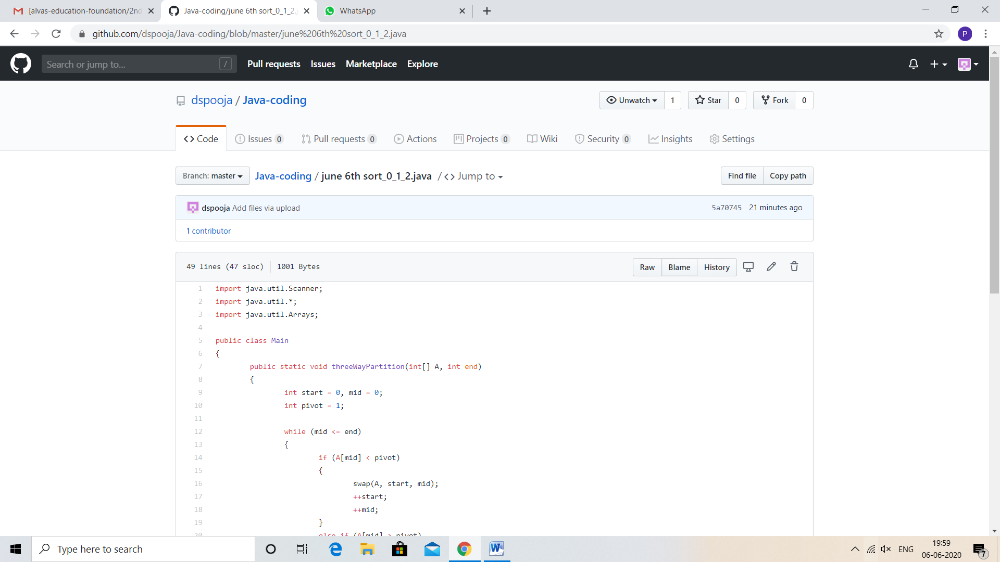 [alvas-education-foundation/2nd
Java-coding/june 6th sort_0_1_2.j
WhatsApp
github.com/dspooja/Java-coding/blob/master/june%206th%20sort_0_1_2.java
P
Search or jump to...
/
Pull requests
Issues
Marketplace
Explore
dspooja / Java-coding
Unwatch 1
Star 0
Fork 0
Code
Issues 0
Pull requests 0
Actions
Projects 0
Wiki
Security 0
Insights
Settings
Branch: master
Java-coding / june 6th sort_0_1_2.java / <> Jump to
Find file
Copy path
dspooja Add files via upload
5a70745 21 minutes ago
1 contributor
49 lines (47 sloc) 1001 Bytes
Raw
Blame
History
1 import java.util.Scanner;
2 import java.util.*;
3 import java.util.Arrays;
4
5 public class Main
6 {
7 public static void threeWayPartition(int[] A, int end)
8 {
9 int start = 0, mid = 0;
10 int pivot = 1;
11
12 while (mid <= end)
13 {
14 if (A[mid] < pivot)
15 {
16 swap(A, start, mid);
17 ++start;
18 ++mid;
19 }
20 else if (A[mid] > pivot)
Type here to search
W
ENG
19:59
06-06-2020
7